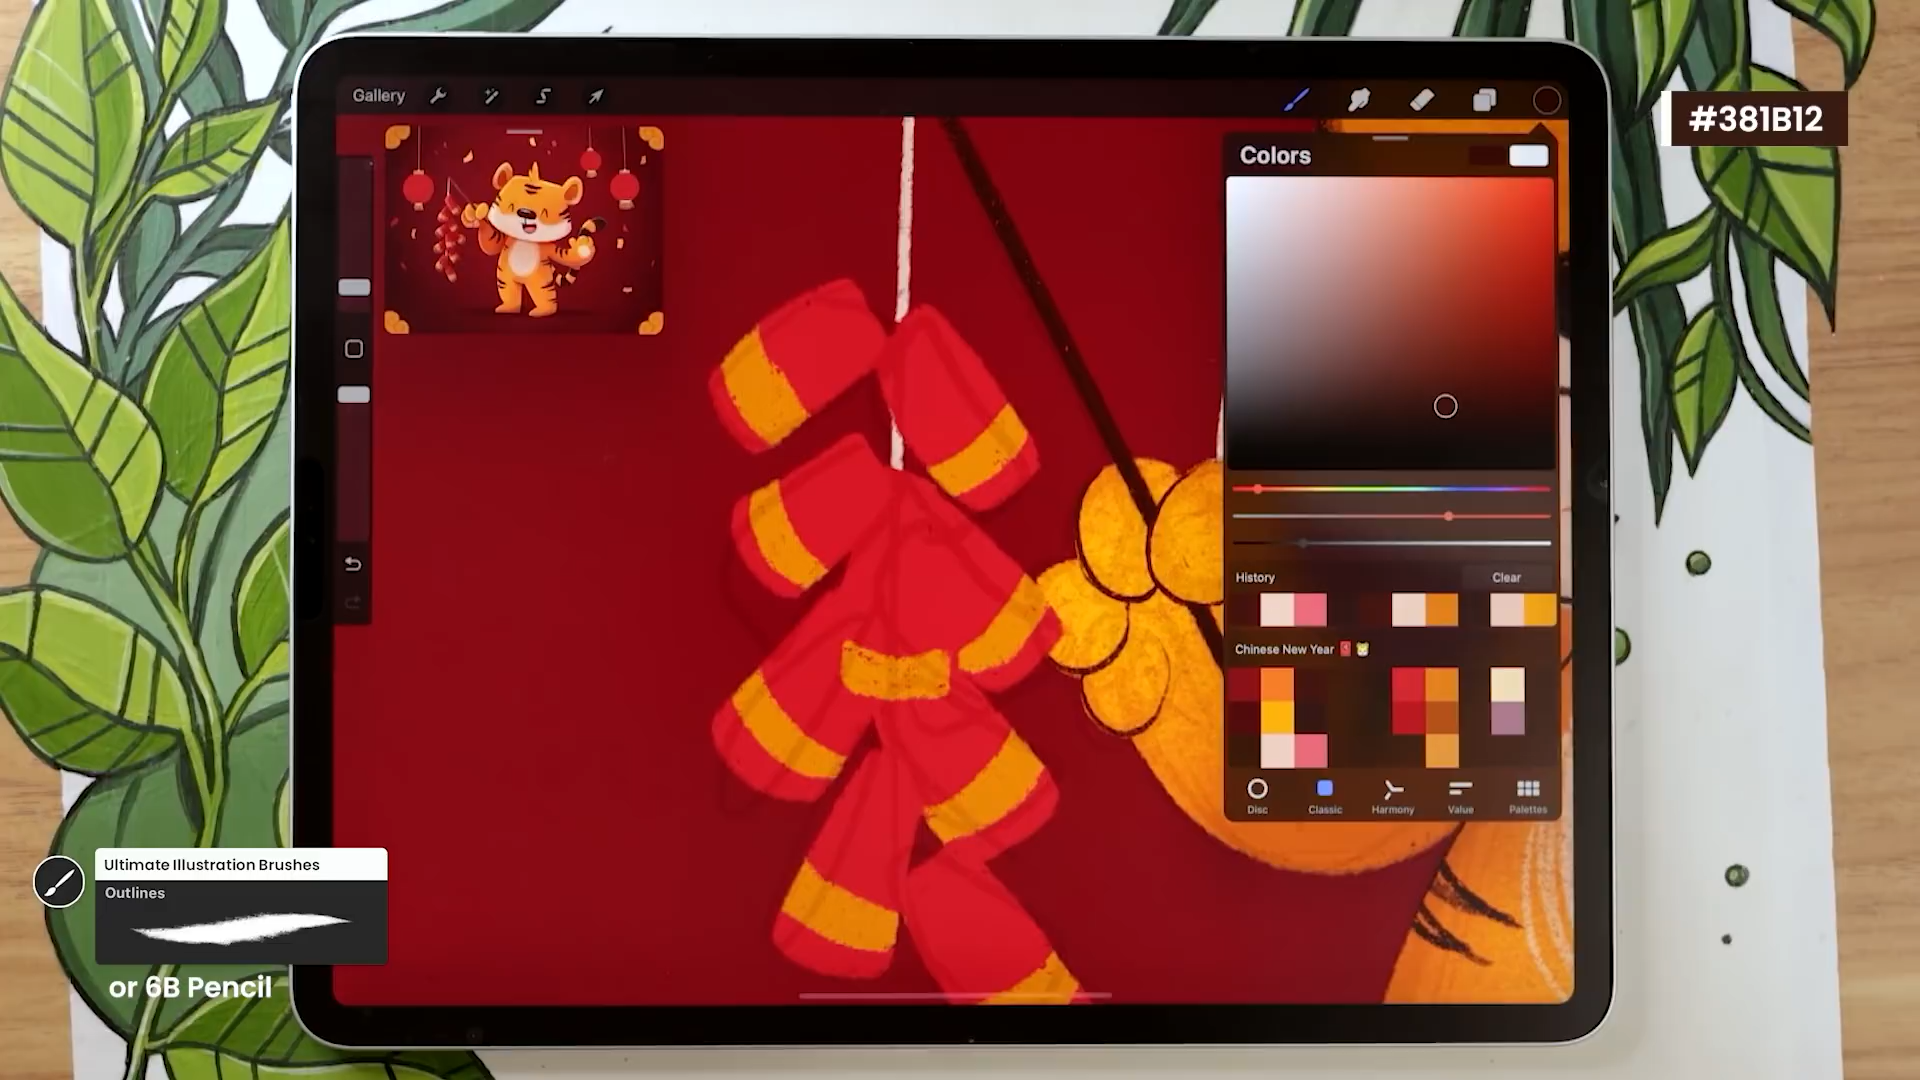 Gallery
#381B12
Colors
History
Clear
Chinese New Year
Disc
Classic
Harmony
Value
Palettes
Ultimate Illustration Brushes
Outlines
or 6B Pencil